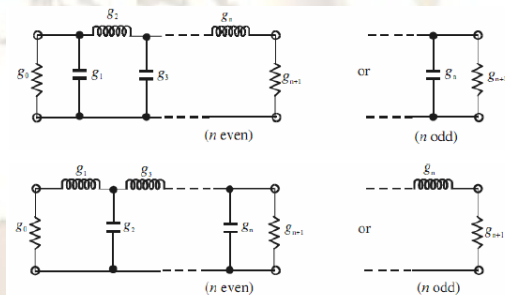 g₂ gₙ
g₀ g₁ g₃ gₙ₊₁ or gₙ gₙ₊₁
(n even) (n odd)
g₁ g₃ gₙ
g₀ g₂ gₙ gₙ₊₁ or gₙ₊₁
(n even) (n odd)